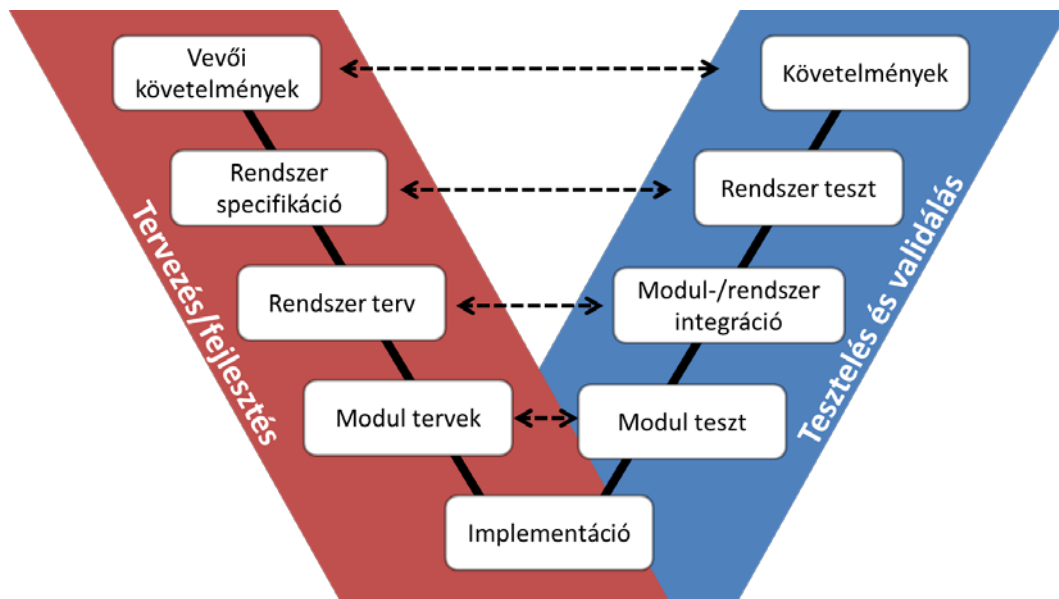 Vevői
követelmények
Követelmények
Rendszer
specifikáció
Rendszer teszt
Rendszer terv
Modul-/rendszer
integráció
Modul tervek
Modul teszt
Implementáció
Tervezés/fejlesztés
Tesztelés és validálás